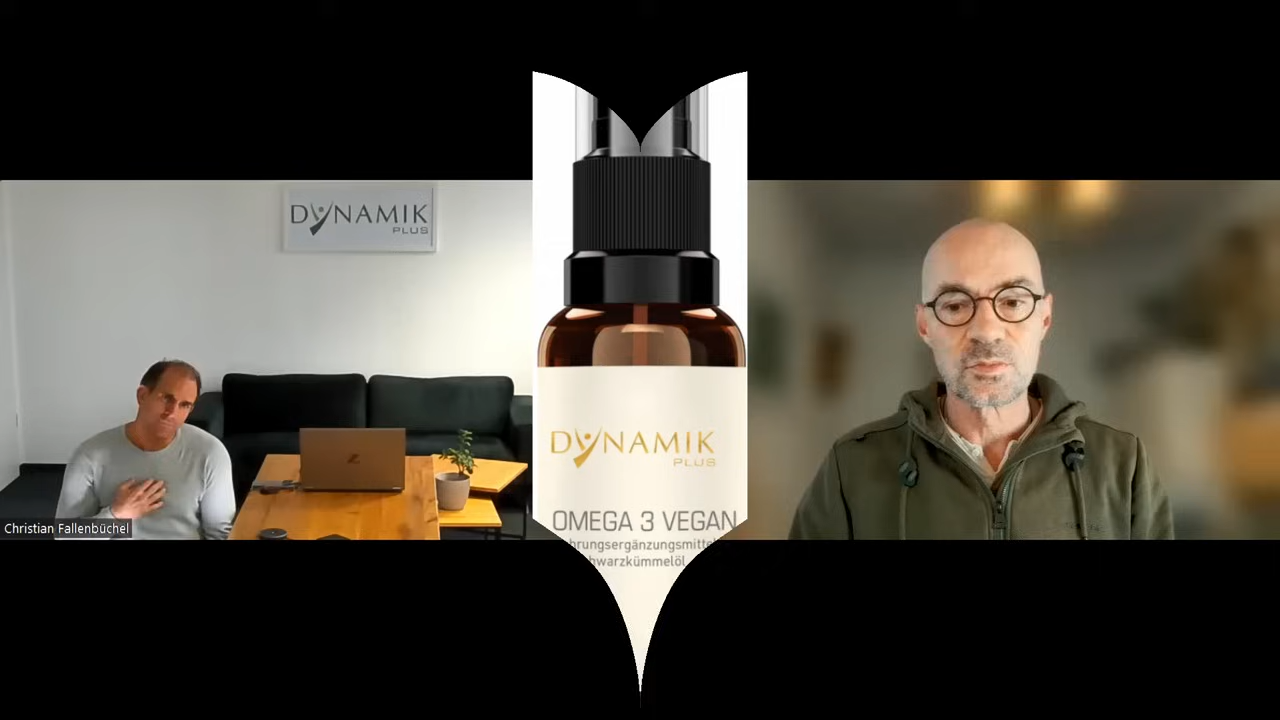 DYNAMIK
PLUS
Christian Fallenbüchel
DYNAMIK
PLUS
OMEGA 3 VEGAN